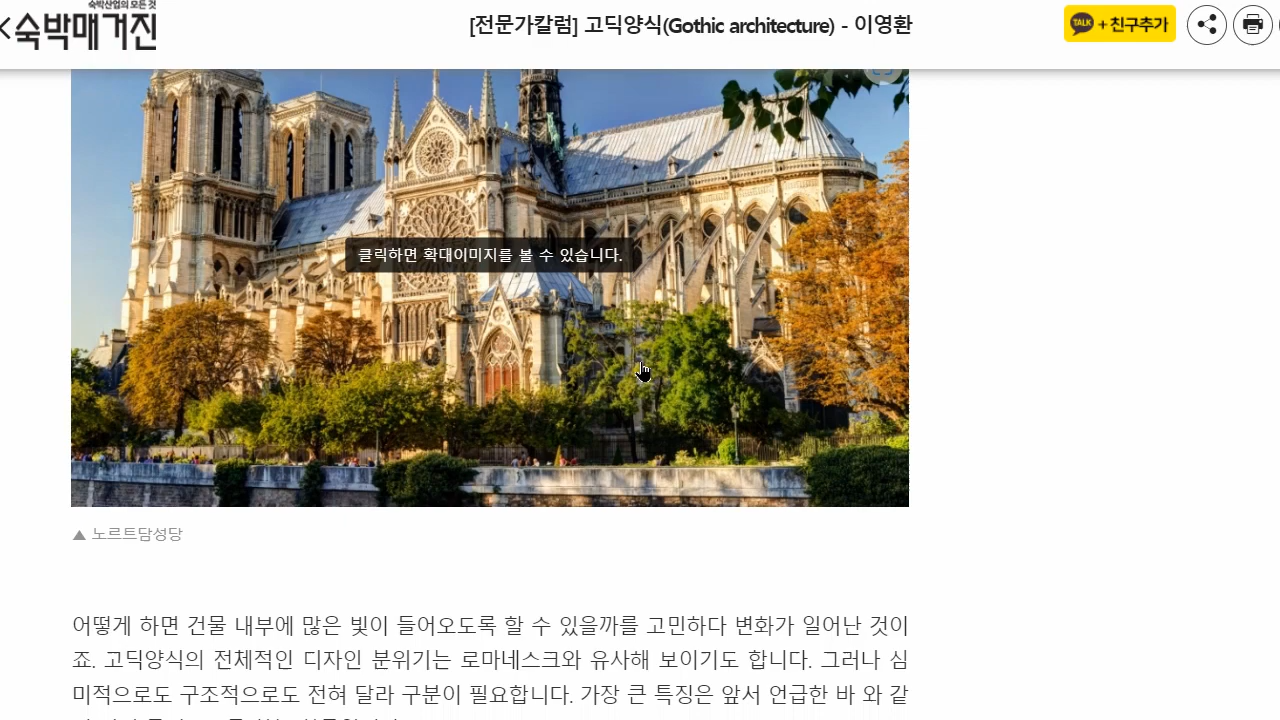 숙박산업의 모든 것
숙박매거진
[전문가칼럼] 고딕양식(Gothic architecture) - 이영환
TALK +친구추가
클릭하면 확대이미지를 볼 수 있습니다.
▲ 노르트담성당
어떻게 하면 건물 내부에 많은 빛이 들어오도록 할 수 있을까를 고민하다 변화가 일어난 것이
죠. 고딕양식의 전체적인 디자인 분위기는 로마네스크와 유사해 보이기도 합니다. 그러나 심
미적으로도 구조적으로도 전혀 달라 구분이 필요합니다. 가장 큰 특징은 앞서 언급한 바 와 같